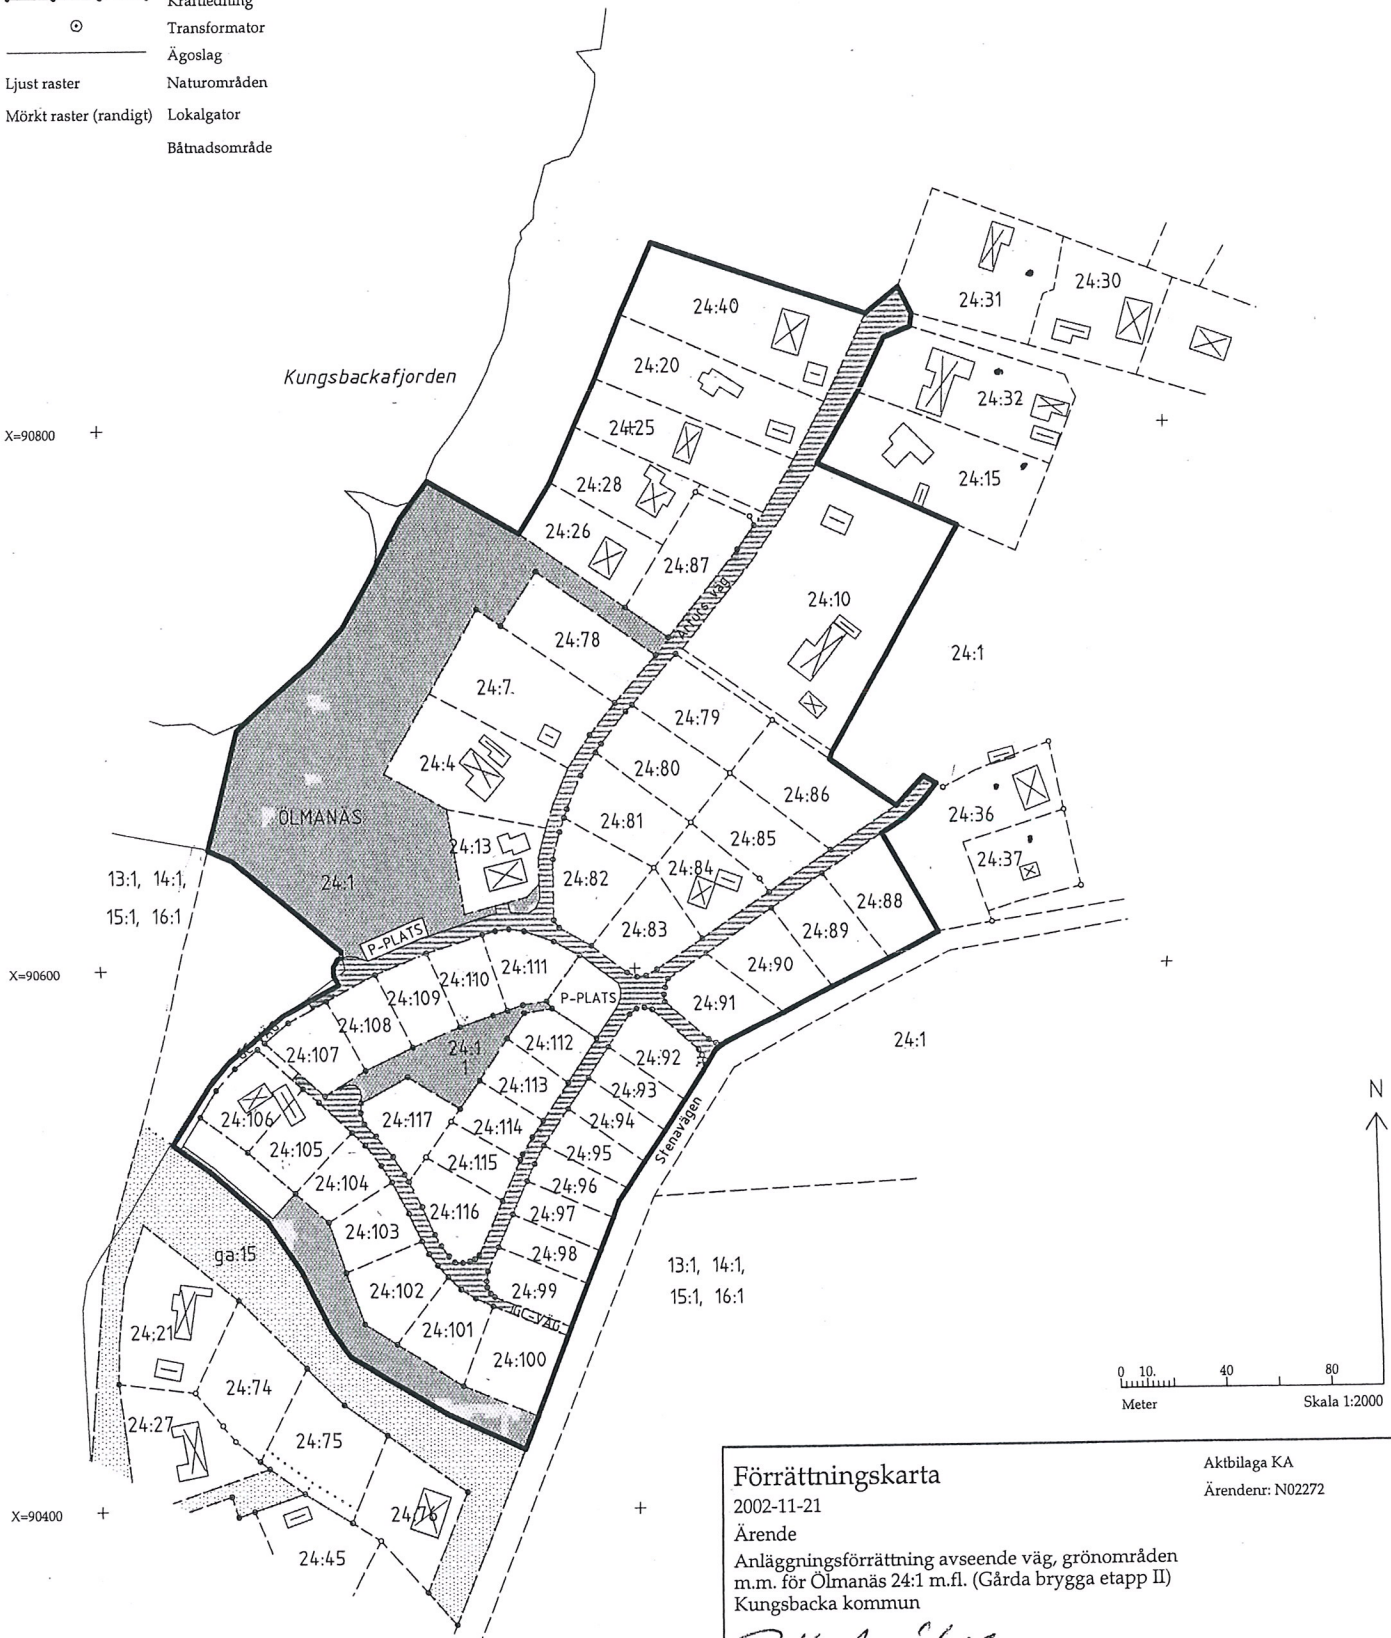 Kraftledning
Transformator
Ägoslag
Ljust raster Naturområden
Mörkt raster (randigt) Lokalgator
Båtnadsområde
24:31
24:30
24:40
Kungsbackafjorden
24:20
24:32
X=90800
24:25
24:15
24:28
24:26
24:87
Arturs väg
24:10
24:78
24:1
24:7
24:79
24:4
24:80
24:86
24:36
ÖLMANÄS
24:81
24:85
24:13
24:84
24:37
24:1
24:82
13:1, 14:1,
15:1, 16:1
24:88
24:83
24:89
P-PLATS
X=90600
24:110
24:111
24:90
24:109
P-PLATS
24:91
24:108
24:1
1
24:112
24:1
24:107
24:92
24:113
24:93
24:106
24:117
24:114
24:94
Stenavägen
N
24:105
24:115
24:95
24:104
24:96
24:103
24:116
24:97
ga:15
24:98
13:1, 14:1,
15:1, 16:1
24:102
24:99
GC-VÄG
24:21
24:101
24:100
24:74
0 10. 40 80
Meter Skala 1:2000
24:27
24:75
24:76
X=90400
24:45
Förrättningskarta
Aktbilaga KA
2002-11-21
Ärendenr: N02272
Ärende
Anläggningsförrättning avseende väg, grönområden
m.m. för Ölmanäs 24:1 m.fl. (Gårda brygga etapp II)
Kungsbacka kommun